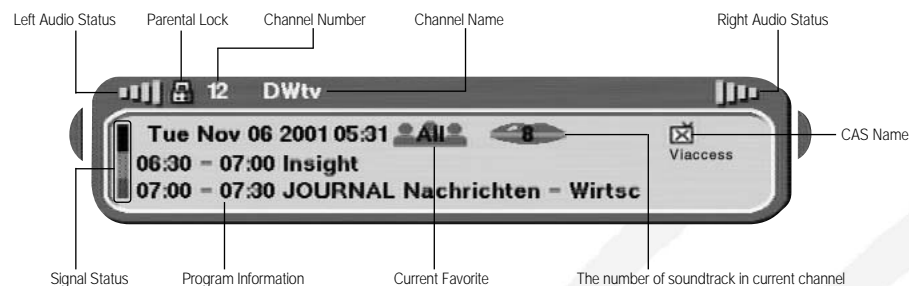 Left Audio Status Parental Lock Channel Number Channel Name Right Audio Status
12 DWtv
Tue Nov 06 2001 05:31 All 8
CAS Name
Viaccess
06:30 - 07:00 Insight
07:00 - 07:30 JOURNAL Nachrichten - Wirtsc
Signal Status Program Information Current Favorite The number of soundtrack in current channel